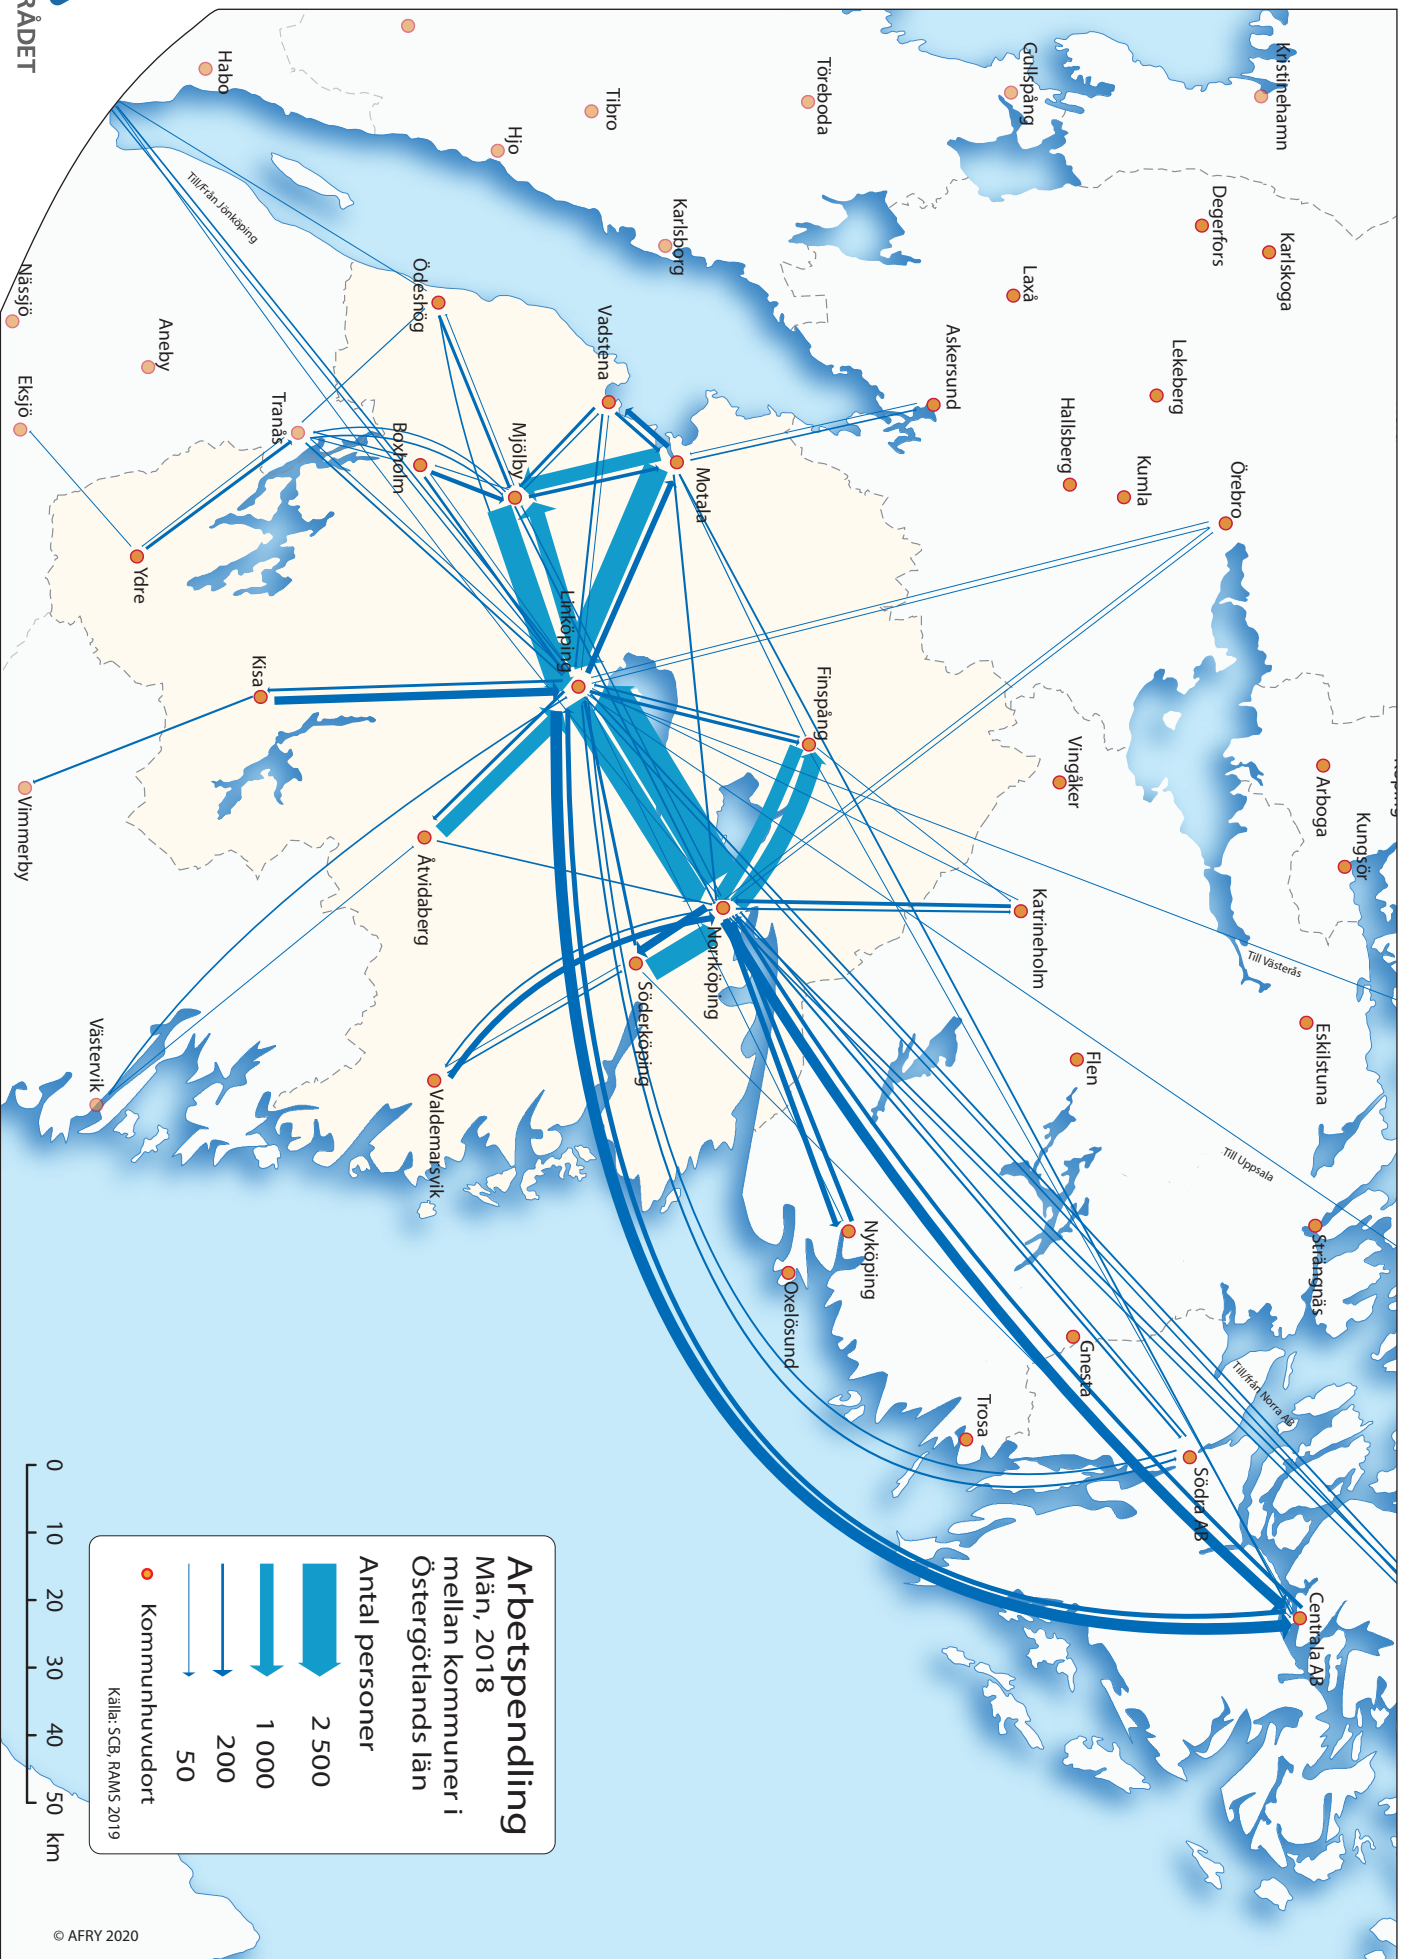 RÅDET
Kristinehamn
Gullspång
Töreboda
Tibro
Hjo
Habo
Karlskoga
Degerfors
Laxå
Karlsborg
Till/Från Jönköping
Nässjö
Aneby
Eksjö
Tranås
Ödeshög
Vadstena
Askersund
Lekeberg
Hallsberg
Kumla
Örebro
Motala
Mjölby
Boxholm
Ydre
Kisa
Linköping
Finspång
Vingåker
Arboga
Kungsör
Vimmerby
Åtvidaberg
Norrköping
Katrineholm
Till Västerås
Eskilstuna
Flen
Söderköping
Västervik
Valdemarsvik
Till Uppsala
Strängnäs
Nyköping
Oxelösund
Gnesta
Trosa
Till/från Norra AB
Södra AB
Centrala AB
Arbetspendling
Män, 2018
mellan kommuner i
Östergötlands län
Antal personer
2 500
1 000
200
50
Kommunhuvudort
Källa: SCB, RAMS 2019
0 10 20 30 40 50 km
© AFRY 2020